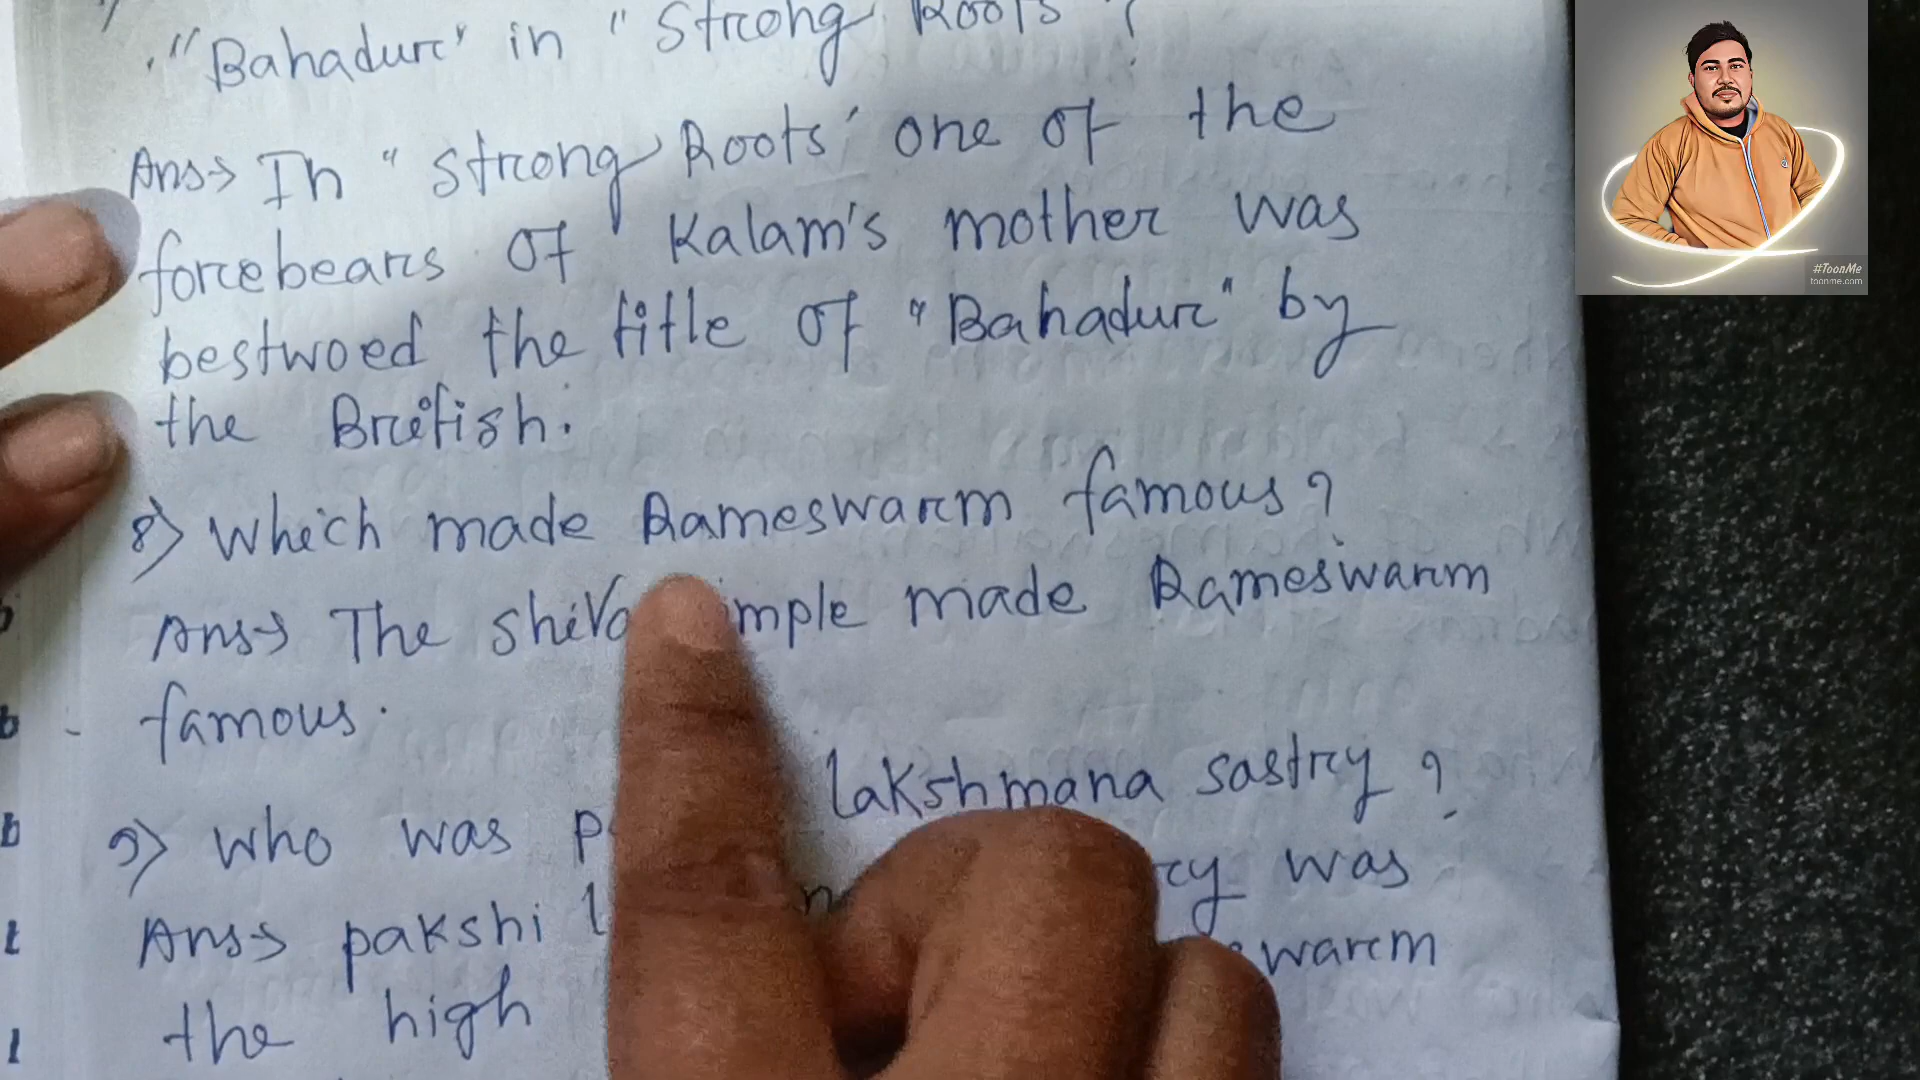 "Bahadur" in "Strong Roots"?
Ans→ In "Strong Roots" one of the
forebears of Kalam's mother was
bestwoed the title of "Bahadur" by
the British.
8) Which made Rameswarm famous?
Ans→ The shiva made Rameswarm
famous.
9) Who was lakshmana sastry?
Ans→ pakshi was
the high
#ToonMe
toonme.com